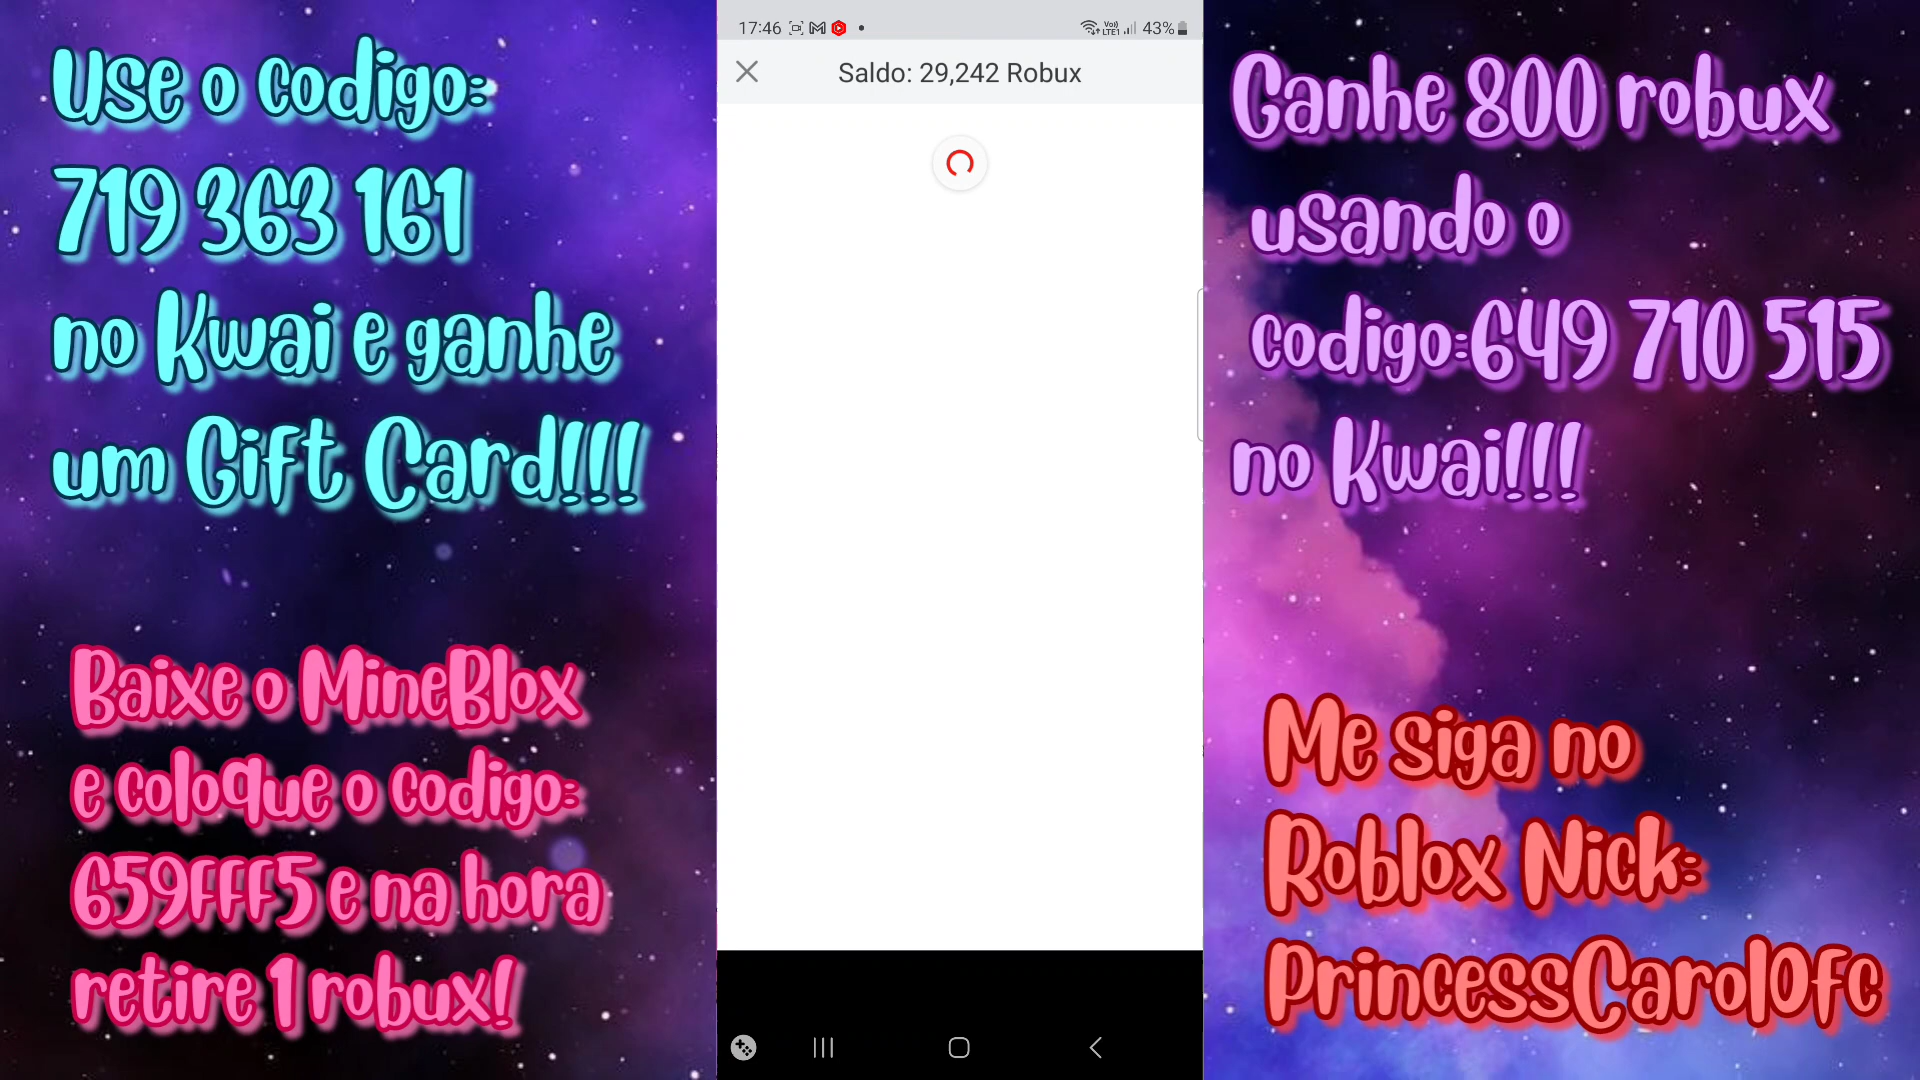 Use o codigo:
719 363 161
no Kwai e ganhe
um Gift Card!!!
Baixe o MineBlox
e coloque o codigo:
659fff5 e na hora
retire 1 robux!
17:46
Vo))
LTE1
43%
Saldo: 29,242 Robux
Ganhe 800 robux
usando o
codigo:649 710 515
no Kwai!!!
Me siga no
Roblox Nick:
PrincessCarol0fc